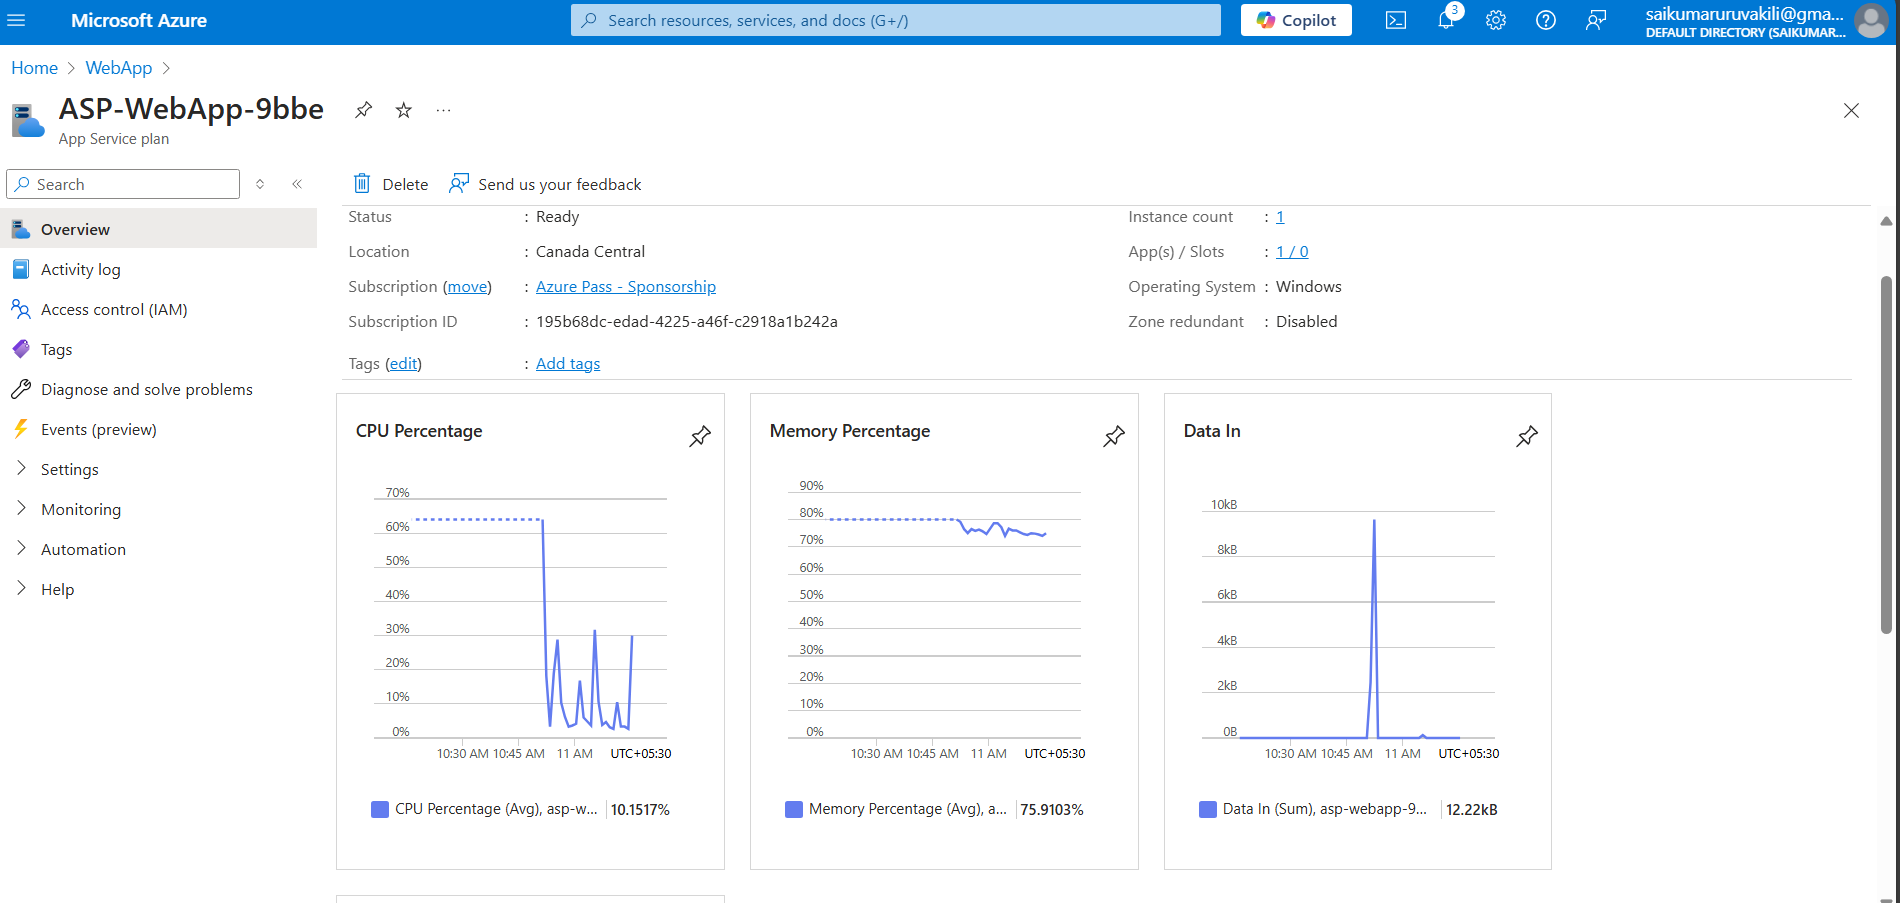 Microsoft Azure
Search resources, services, and docs (G+/)
Copilot
3
saikumaruruvakili@gma...
DEFAULT DIRECTORY (SAIKUMAR...
Home > WebApp >
ASP-WebApp-9bbe
App Service plan
Search
Delete
Send us your feedback
Overview
Activity log
Access control (IAM)
Tags
Diagnose and solve problems
Events (preview)
Settings
Monitoring
Automation
Help
Status : Ready
Location : Canada Central
Subscription (move) : Azure Pass - Sponsorship
Subscription ID : 195b68dc-edad-4225-a46f-c2918a1b242a
Tags (edit) : Add tags
Instance count : 1
App(s) / Slots : 1 / 0
Operating System : Windows
Zone redundant : Disabled
CPU Percentage
70%
60%
50%
40%
30%
20%
10%
0%
10:30 AM 10:45 AM 11 AM UTC+05:30
CPU Percentage (Avg), asp-w... 10.1517%
Memory Percentage
90%
80%
70%
60%
50%
40%
30%
20%
10%
0%
10:30 AM 10:45 AM 11 AM UTC+05:30
Memory Percentage (Avg), a... 75.9103%
Data In
10kB
8kB
6kB
4kB
2kB
0B
10:30 AM 10:45 AM 11 AM UTC+05:30
Data In (Sum), asp-webapp-9... 12.22kB